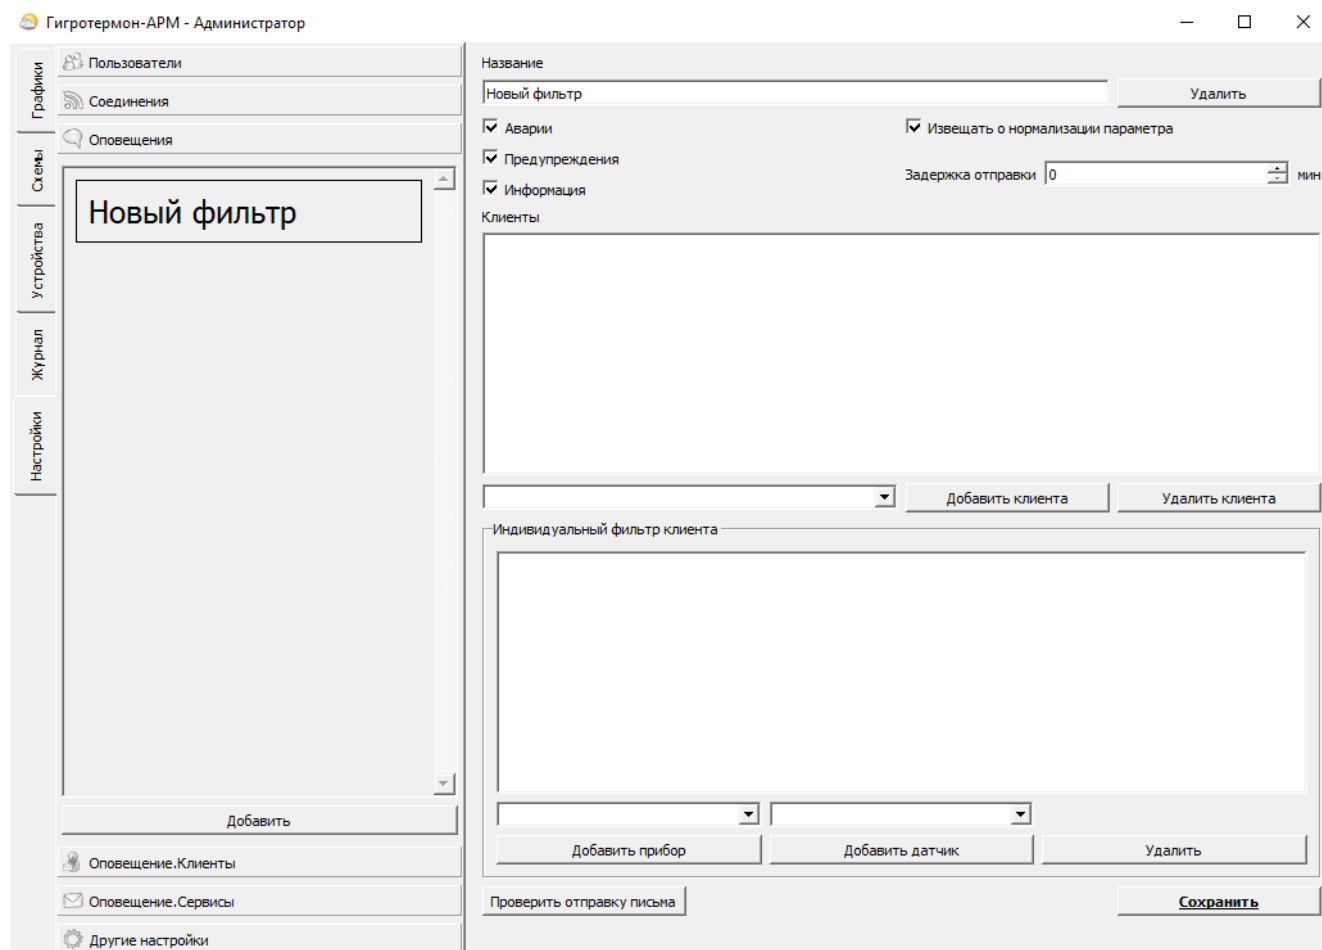 Гигротермон-АРМ - Администратор
Графики
Схемы
Устройства
Журнал
Настройки
Пользователи
Соединения
Оповещения
Новый фильтр
Добавить
Оповещение.Клиенты
Оповещение.Сервисы
Другие настройки
Название
Новый фильтр
Удалить
Аварии
Извещать о нормализации параметра
Предупреждения
Задержка отправки 0 мин
Информация
Клиенты
Добавить клиента
Удалить клиента
Индивидуальный фильтр клиента
Добавить прибор
Добавить датчик
Удалить
Проверить отправку письма
Сохранить